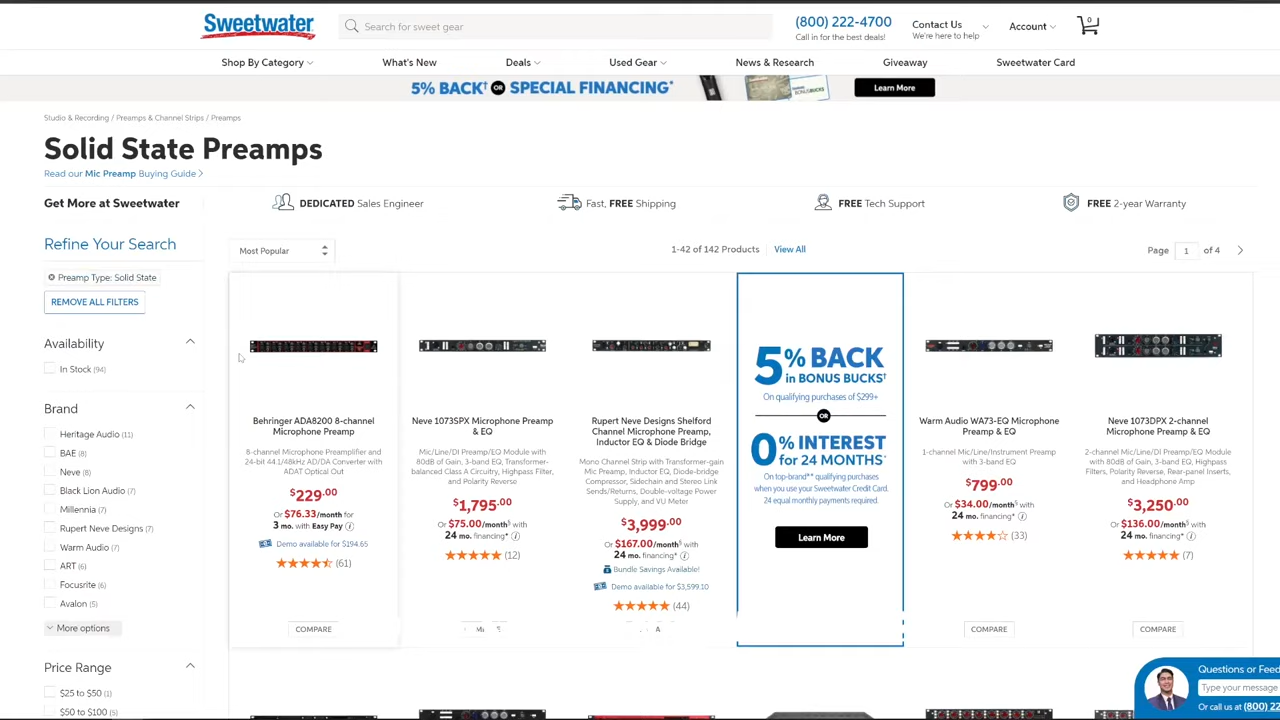 Sweetwater
Search for sweet gear
(800) 222-4700
Call in for the best deals!
Contact Us
We're here to help
Account
0
Shop By Category
What's New
Deals
Used Gear
News & Research
Giveaway
Sweetwater Card
5% BACK† OR SPECIAL FINANCING*
Learn More
Studio & Recording / Preamps & Channel Strips / Preamps
Solid State Preamps
Read our Mic Preamp Buying Guide >
Get More at Sweetwater
DEDICATED Sales Engineer
Fast, FREE Shipping
FREE Tech Support
FREE 2-year Warranty
Refine Your Search
Preamp Type: Solid State
REMOVE ALL FILTERS
Availability
In Stock (94)
Brand
Heritage Audio (11)
BAE (8)
Neve (8)
Black Lion Audio (7)
Millennia (7)
Rupert Neve Designs (7)
Warm Audio (7)
ART (6)
Focusrite (6)
Avalon (5)
More options
Price Range
$25 to $50 (1)
$50 to $100 (5)
Most Popular
1-42 of 142 Products
View All
Page 1 of 4
Behringer ADA8200 8-channel
Microphone Preamp
8-channel Microphone Preamplifier and
24-bit 44.1/48kHz AD/DA Converter with
ADAT Optical Out
$229.00
Or $76.33/month for
3 mo. with Easy Pay
Demo available for $194.65
(61)
COMPARE
Neve 1073SPX Microphone Preamp
& EQ
Mic/Line/DI Preamp/EQ Module with
80dB of Gain, 3-band EQ, Transformer-
balanced Class A Circuitry, Highpass Filter,
and Polarity Reverse
$1,795.00
Or $75.00/month§ with
24 mo. financing*
(12)
Rupert Neve Designs Shelford
Channel Microphone Preamp,
Inductor EQ & Diode Bridge
Mono Channel Strip with Transformer-gain
Mic Preamp, Inductor EQ, Diode-bridge
Compressor, Sidechain and Stereo Link
Sends/Returns, Double-voltage Power
Supply, and VU Meter
$3,999.00
Or $167.00/month§ with
24 mo. financing*
Bundle Savings Available!
Demo available for $3,599.10
(44)
5% BACK
in BONUS BUCKS†
On qualifying purchases of $299+
OR
0% INTEREST
for 24 MONTHS*
On top-brand** qualifying purchases
when you use your Sweetwater Credit Card.
24 equal monthly payments required.
Learn More
Warm Audio WA73-EQ Microphone
Preamp & EQ
1-channel Mic/Line/Instrument Preamp
with 3-band EQ
$799.00
Or $34.00/month§ with
24 mo. financing*
(33)
COMPARE
Neve 1073DPX 2-channel
Microphone Preamp & EQ
2-channel Mic/Line/DI Preamp/EQ Module
with 80dB of Gain, 3-band EQ, Highpass
Filters, Polarity Reverse, Rear-panel Inserts,
and Headphone Amp
$3,250.00
Or $136.00/month§ with
24 mo. financing*
(7)
COMPARE
Questions or Feed
Type your message
Or call us at (800) 22